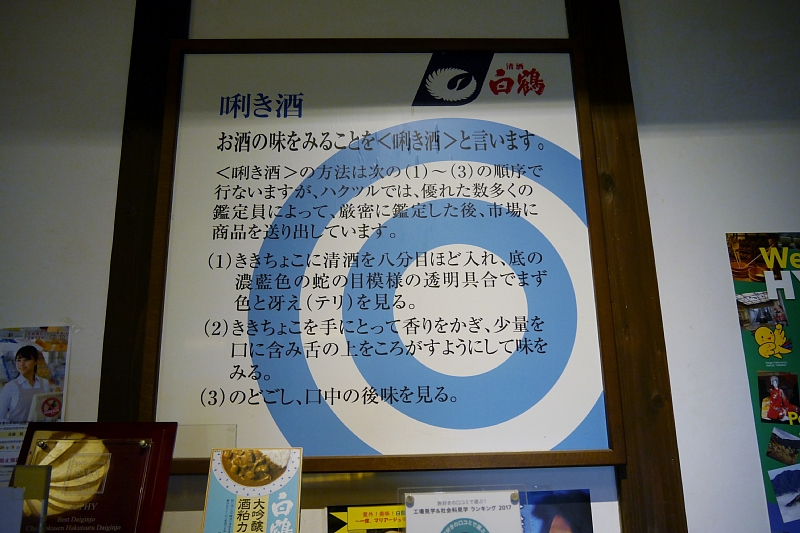 清酒
白鶴
唎き酒
お酒の味をみることを＜唎き酒＞と言います。
＜唎き酒＞の方法は次の（1）～（3）の順序で
行ないますが、ハクツルでは、優れた数多くの
鑑定員によって、厳密に鑑定した後、市場に
商品を送り出しています。
（1）ききちょこに清酒を八分目ほど入れ、底の
濃藍色の蛇の目模様の透明具合でまず
色と冴え（テリ）を見る。
（2）ききちょこを手にとって香りをかぎ、少量を
口に含み舌の上をころがすようにして味を
みる。
（3）のどごし、口中の後味を見る。
We
H
Po
Best Daiginjo
白鶴
大吟醸
酒粕カ
工場見学&社会科見学 ランキング 2017